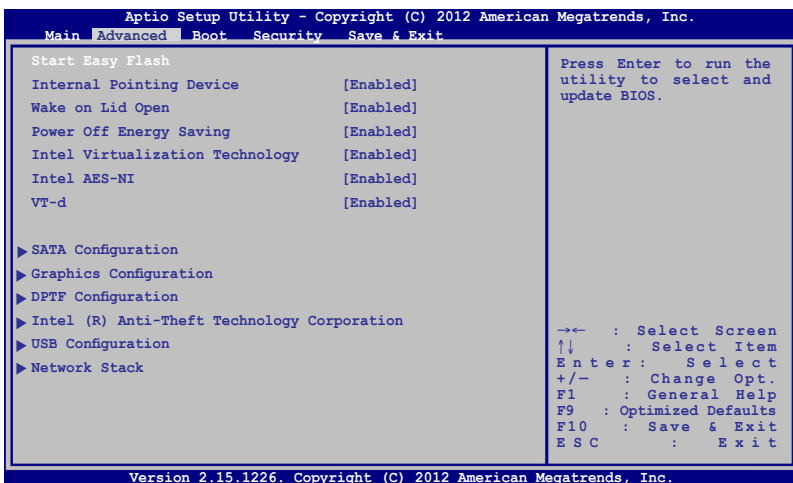 Aptio Setup Utility - Copyright (C) 2012 American Megatrends, Inc.
Main Advanced Boot Security Save & Exit
Start Easy Flash
Internal Pointing Device [Enabled]
Wake on Lid Open [Enabled]
Power Off Energy Saving [Enabled]
Intel Virtualization Technology [Enabled]
Intel AES-NI [Enabled]
VT-d [Enabled]
SATA Configuration
Graphics Configuration
DPTF Configuration
Intel (R) Anti-Theft Technology Corporation
USB Configuration
Network Stack
Press Enter to run the
utility to select and
update BIOS.
→← : Select Screen
↑↓ : Select Item
Enter: Select
+/— : Change Opt.
F1 : General Help
F9 : Optimized Defaults
F10 : Save & Exit
ESC : Exit
Version 2.15.1226. Copyright (C) 2012 American Megatrends, Inc.